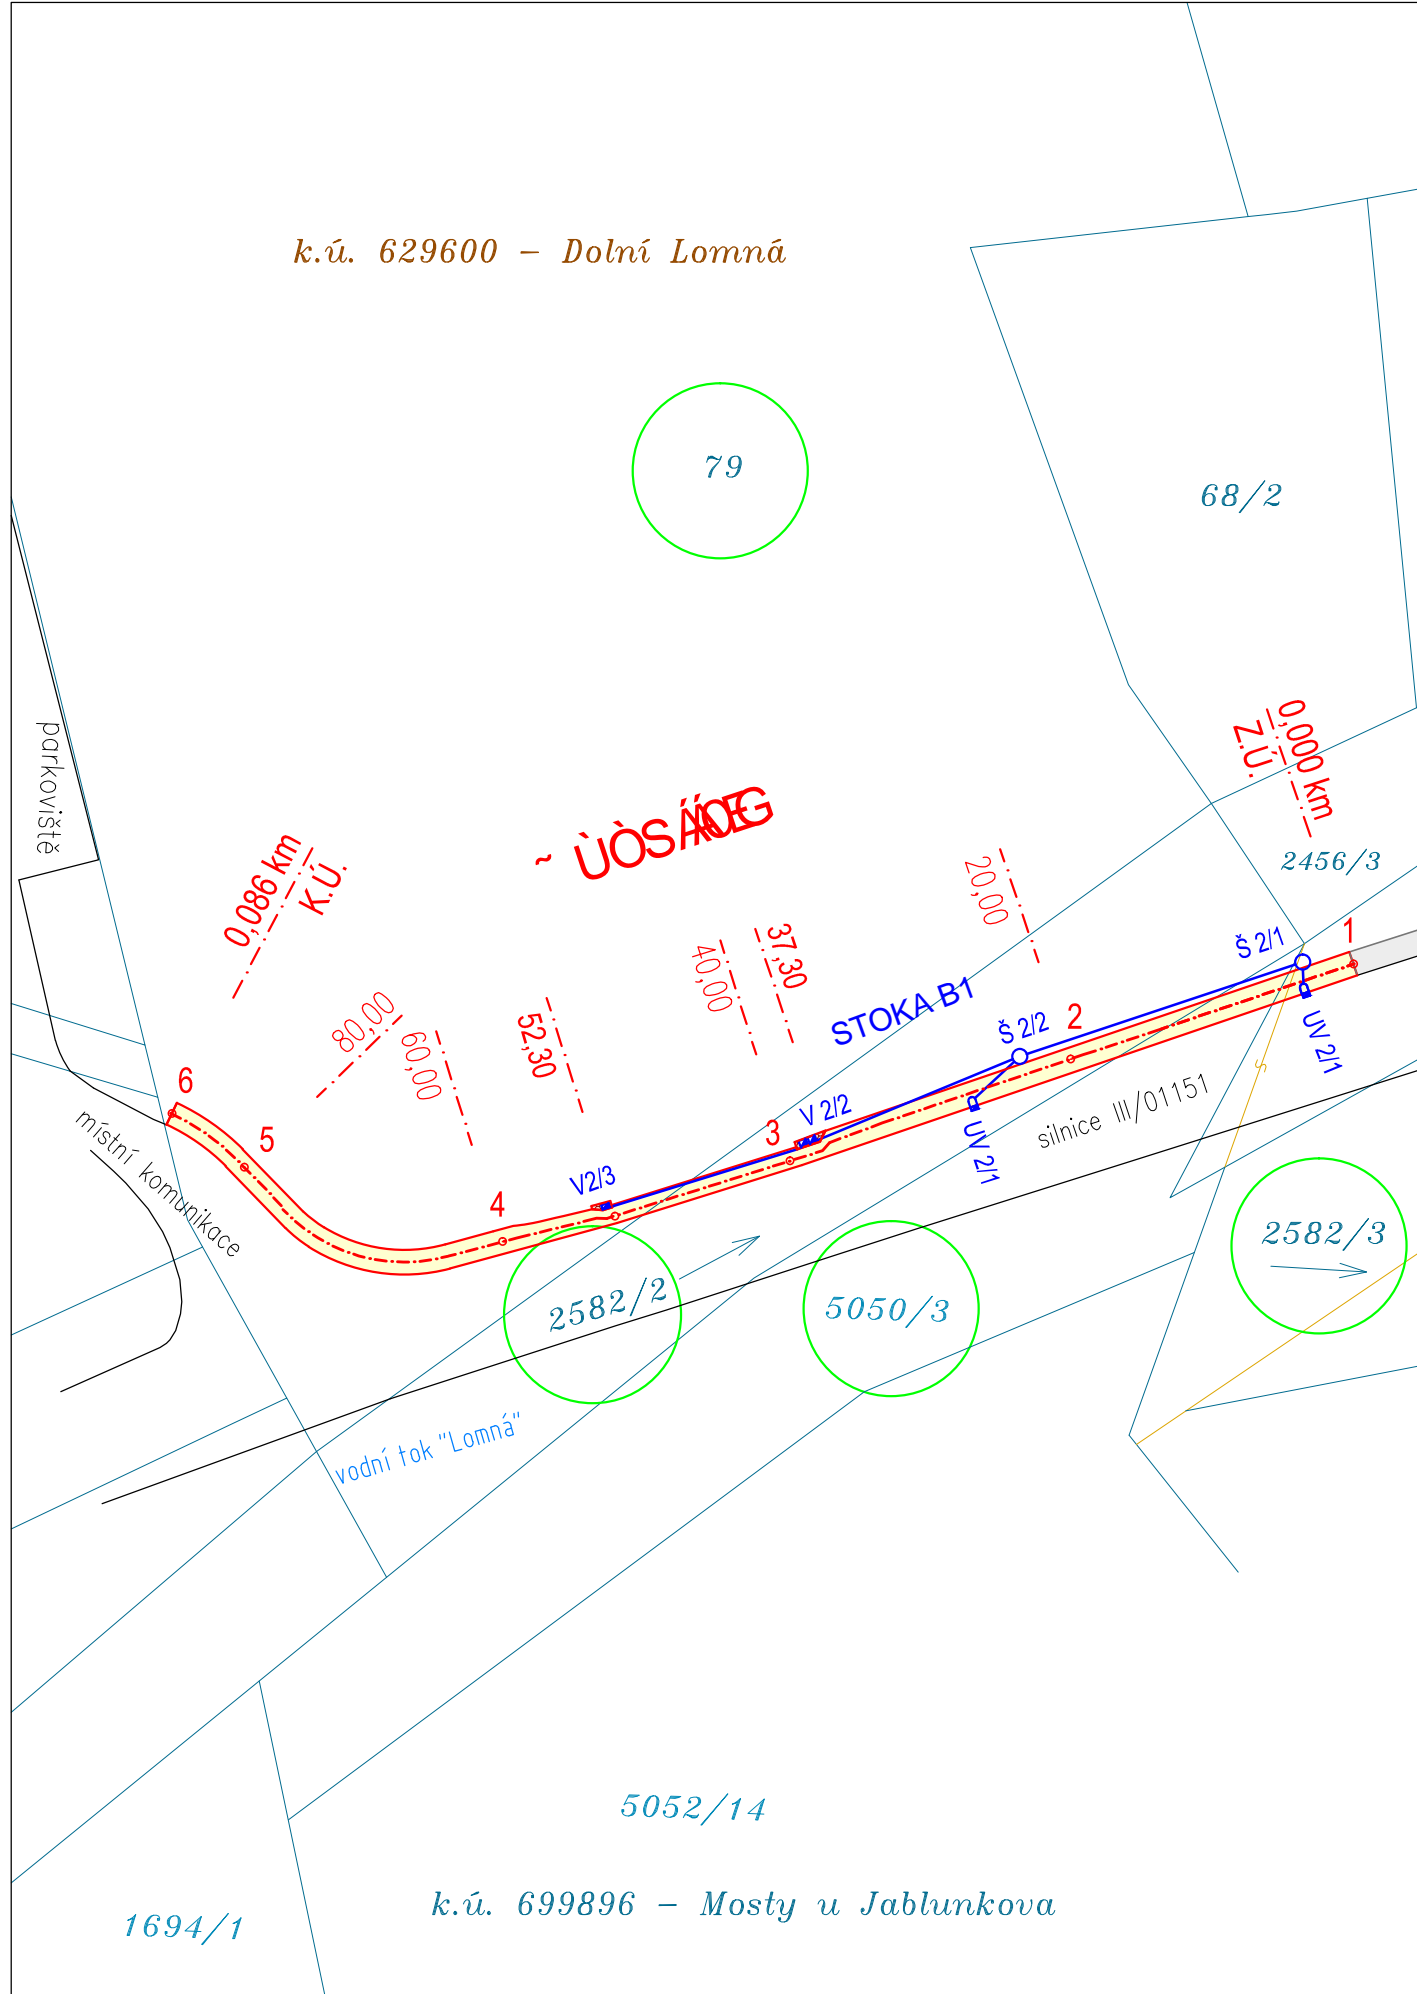 k.ú. 629600 – Dolní Lomná
79
68/2
parkoviště
0,000 km
Z.Ú.
0,086 km
K.Ú.
~ ÙÒSÁ
2456/3
20,00
37,30
40,00
52,30
60,00
80,00
1
Š 2/1
UV 2/1
STOKA B1
Š 2/2
2
UV 2/1
silnice III/01151
s
V 2/2
3
V2/3
4
5
6
místní komunikace
2582/2
5050/3
2582/3
vodní tok "Lomná"
5052/14
k.ú. 699896 – Mosty u Jablunkova
1694/1